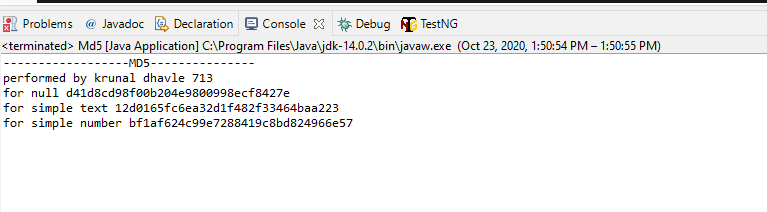 Problems @ Javadoc Declaration Console Debug TestNG
<terminated> Md5 [Java Application] C:\Program Files\Java\jdk-14.0.2\bin\javaw.exe (Oct 23, 2020, 1:50:54 PM – 1:50:55 PM)
------------------MD5---------------
performed by krunal dhavle 713
for null d41d8cd98f00b204e9800998ecf8427e
for simple text 12d0165fc6ea32d1f482f33464baa223
for simple number bf1af624c99e7288419c8bd824966e57